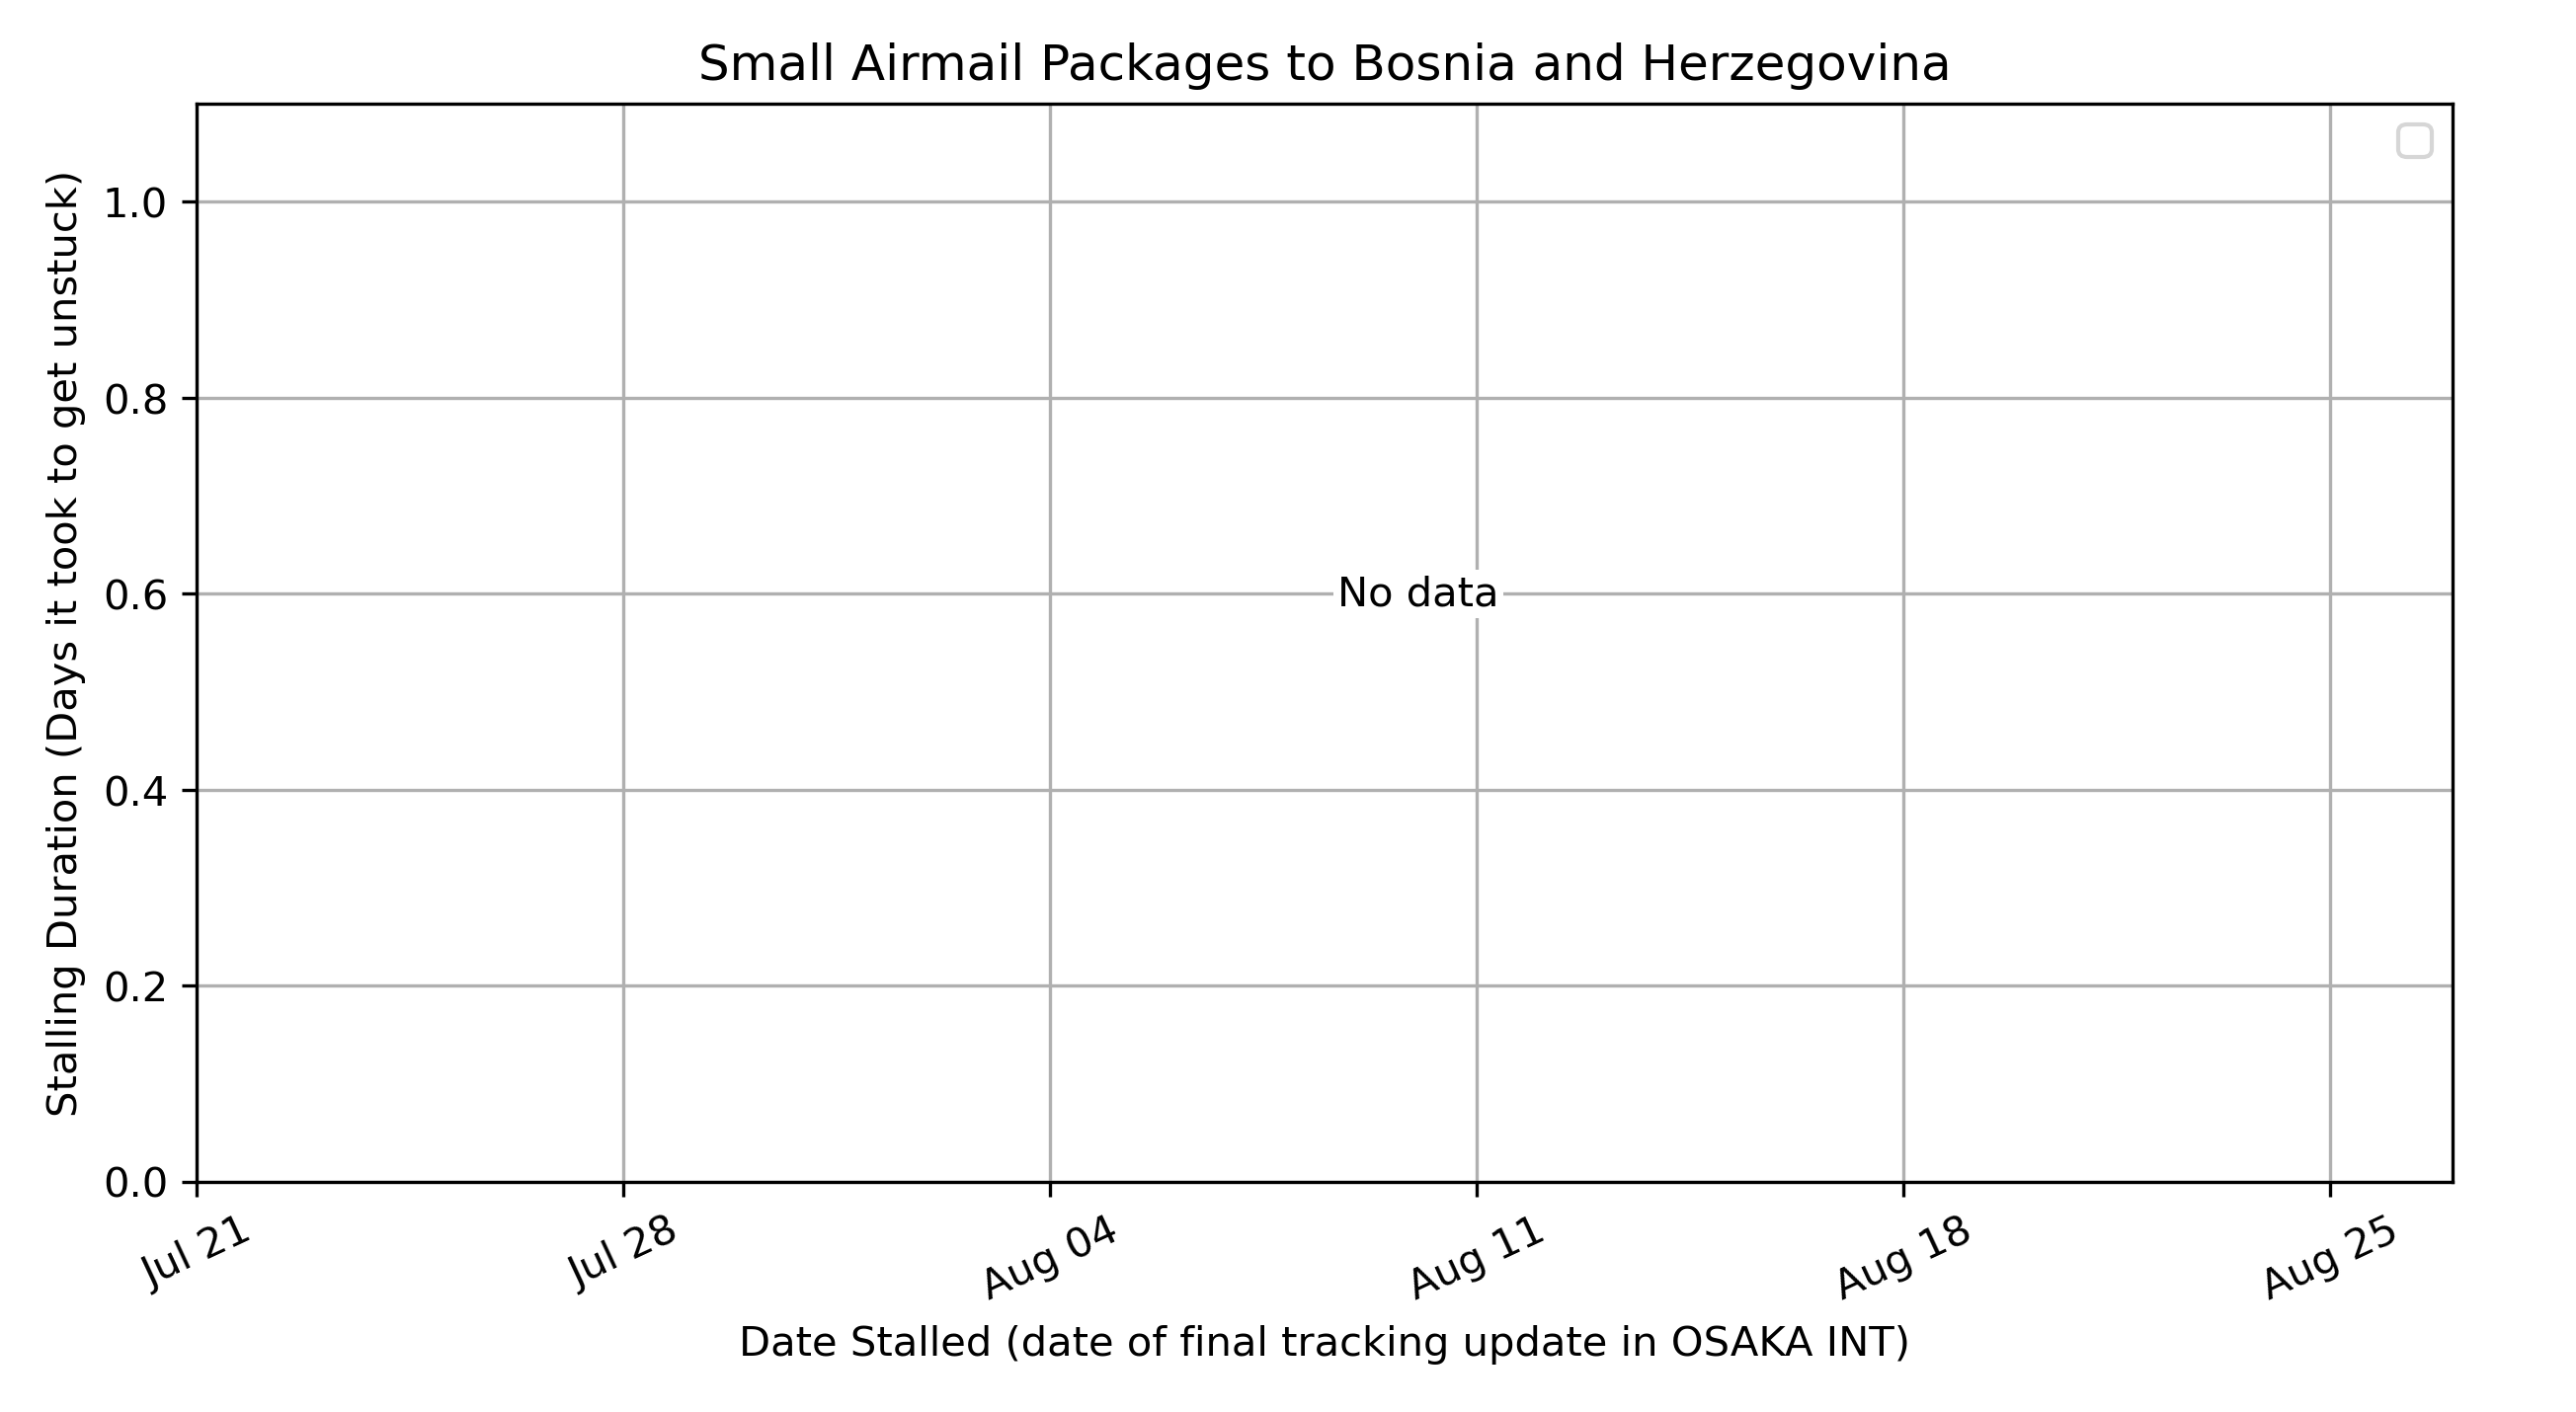 Small Airmail Packages to Bosnia and Herzegovina
Stalling Duration (Days it took to get unstuck)
1.0
0.8
0.6
0.4
0.2
0.0
No data
Jul 21
Jul 28
Aug 04
Aug 11
Aug 18
Aug 25
Date Stalled (date of final tracking update in OSAKA INT)